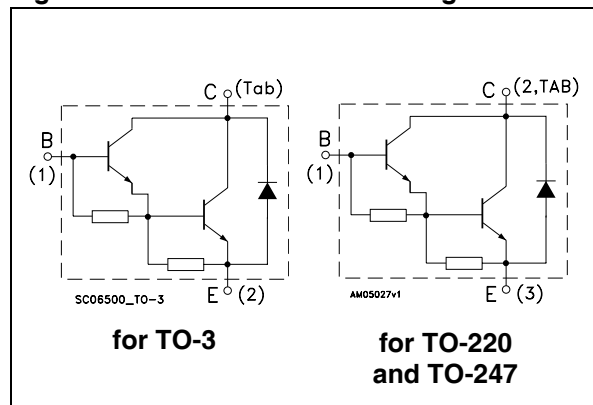 C (Tab)
B
(1)
E (2)
SC06500_TO-3
for TO-3
C (2,TAB)
B
(1)
E (3)
AM05027v1
for TO-220
and TO-247